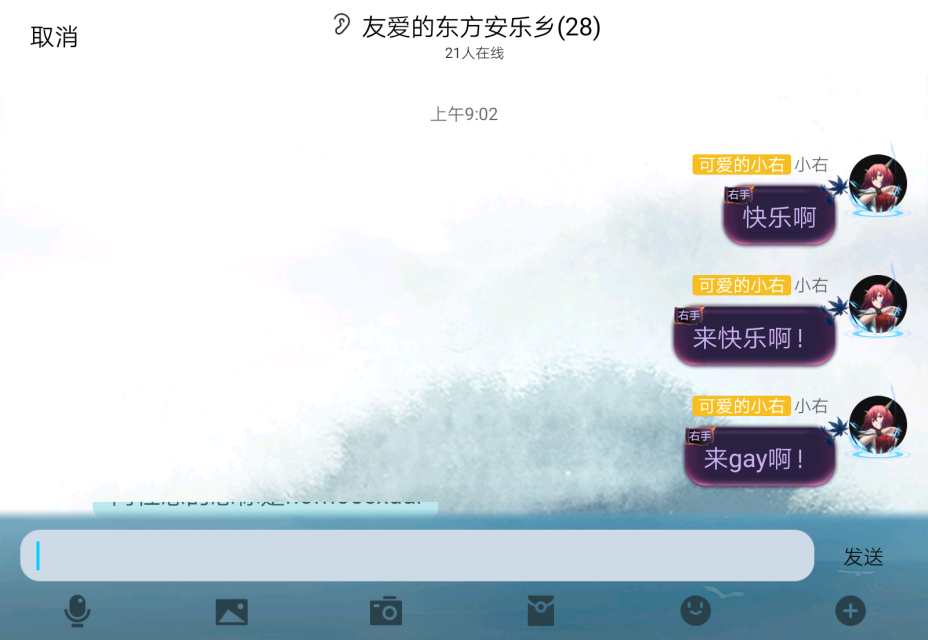 取消
友爱的东方安乐乡(28)
21人在线
上午9:02
可爱的小右 小右
右手
快乐啊
可爱的小右 小右
右手
来快乐啊！
可爱的小右 小右
右手
来gay啊！
发送